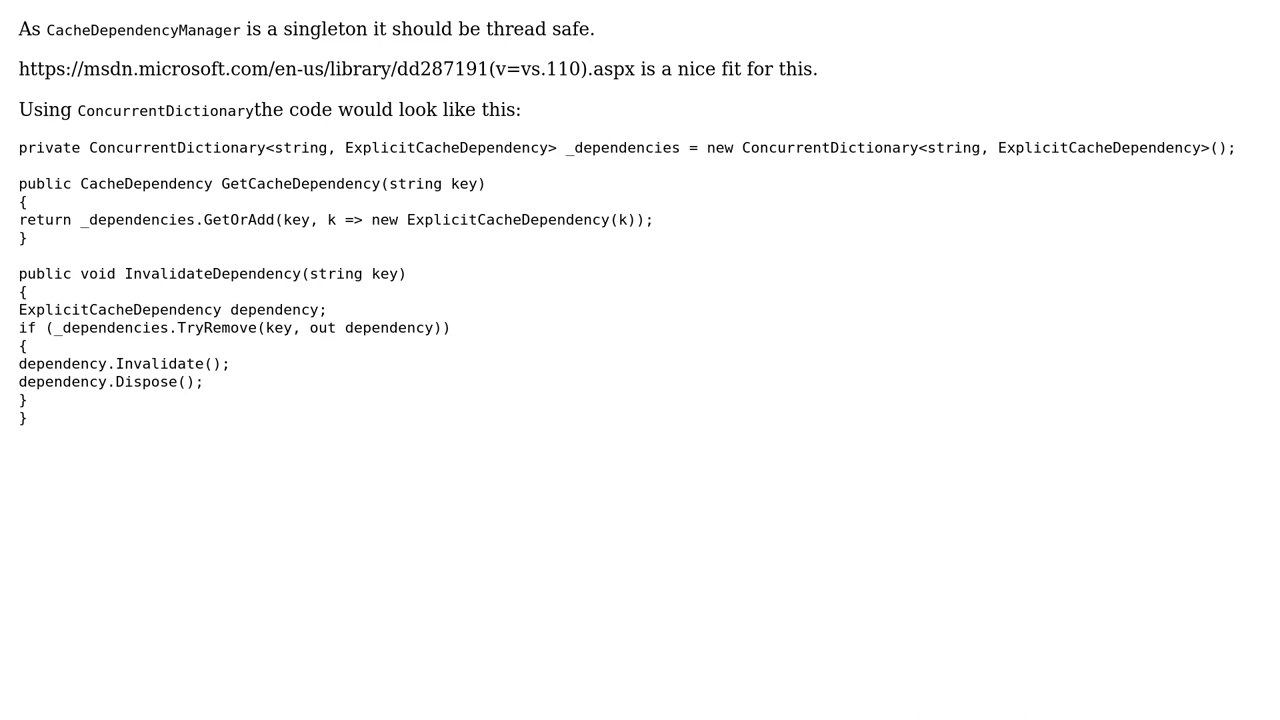 As CacheDependencyManager is a singleton it should be thread safe.
https://msdn.microsoft.com/en-us/library/dd287191(v=vs.110).aspx is a nice fit for this.
Using ConcurrentDictionarythe code would look like this:
private ConcurrentDictionary<string, ExplicitCacheDependency> _dependencies = new ConcurrentDictionary<string, ExplicitCacheDependency>();
public CacheDependency GetCacheDependency(string key)
{
return _dependencies.GetOrAdd(key, k => new ExplicitCacheDependency(k));
}
public void InvalidateDependency(string key)
{
ExplicitCacheDependency dependency;
if (_dependencies.TryRemove(key, out dependency))
{
dependency.Invalidate();
dependency.Dispose();
}
}